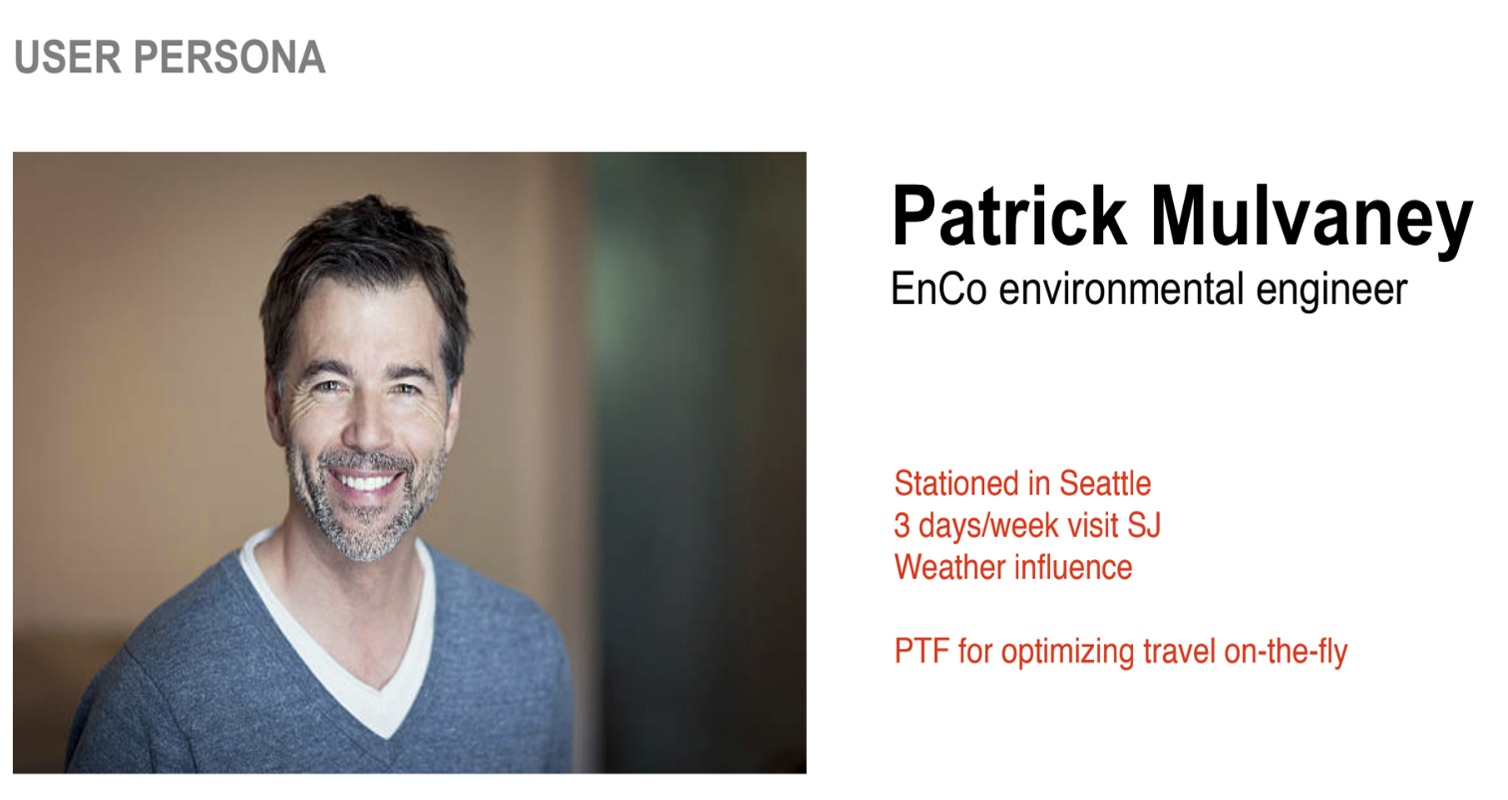 USER PERSONA
Patrick Mulvaney
EnCo environmental engineer
Stationed in Seattle
3 days/week visit SJ
Weather influence
PTF for optimizing travel on-the-fly